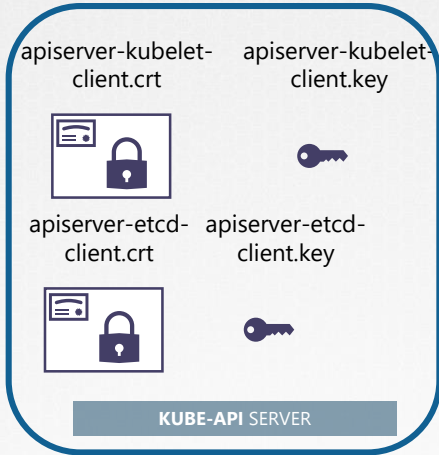 apiserver-kubelet-
client.crt
apiserver-kubelet-
client.key
apiserver-etcd-
client.crt
apiserver-etcd-
client.key
KUBE-API SERVER